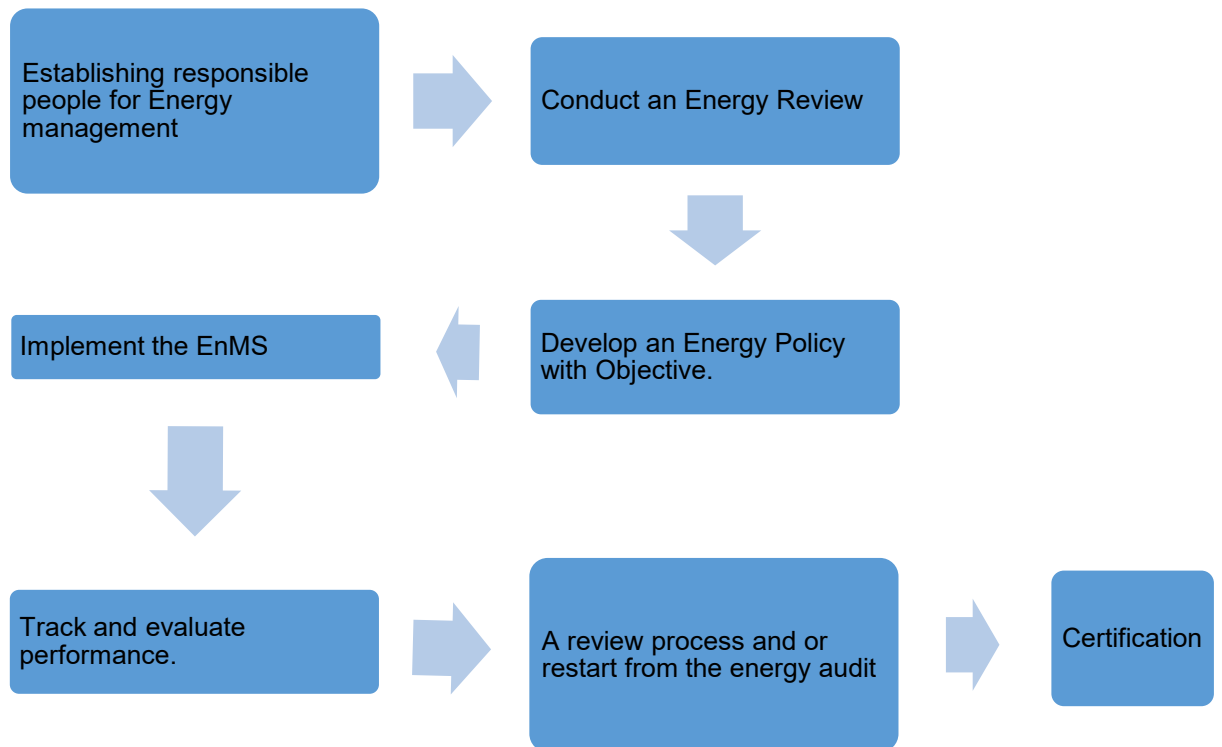 Establishing responsible
people for Energy
management
Conduct an Energy Review
Develop an Energy Policy
with Objective.
Implement the EnMS
Track and evaluate
performance.
A review process and or
restart from the energy audit
Certification